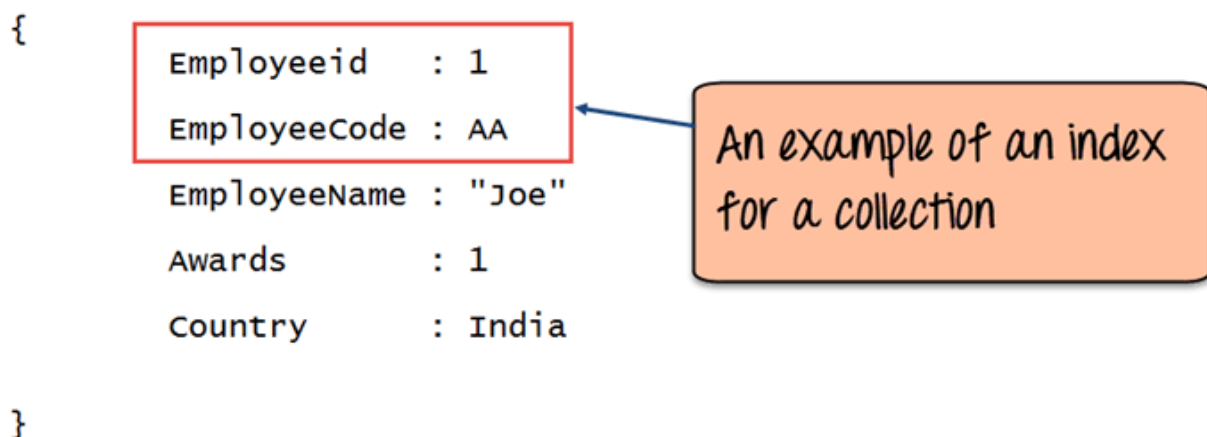 {
Employeeid : 1
EmployeeCode : AA
An example of an index
for a collection
EmployeeName : "Joe"
Awards : 1
Country : India
}